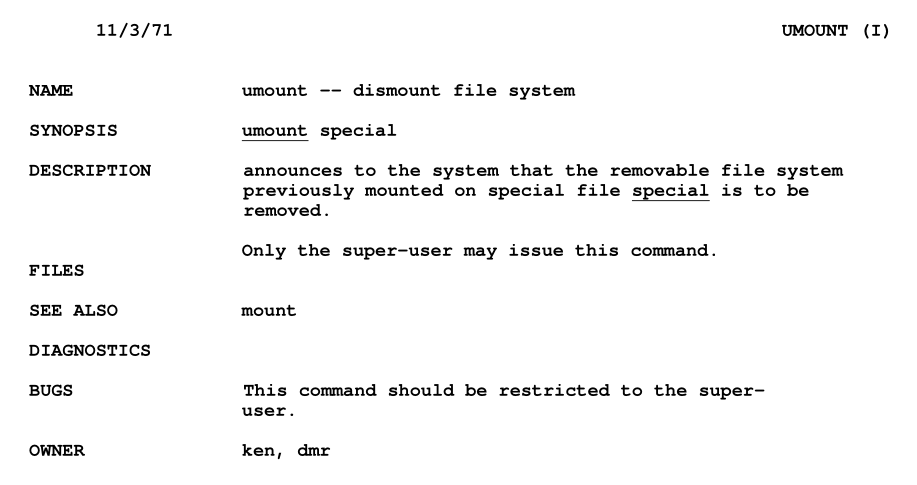 11/3/71 UMOUNT (I)
NAME umount -- dismount file system
SYNOPSIS umount special
DESCRIPTION announces to the system that the removable file system
previously mounted on special file special is to be
removed.
Only the super-user may issue this command.
FILES
SEE ALSO mount
DIAGNOSTICS
BUGS This command should be restricted to the super-
user.
OWNER ken, dmr